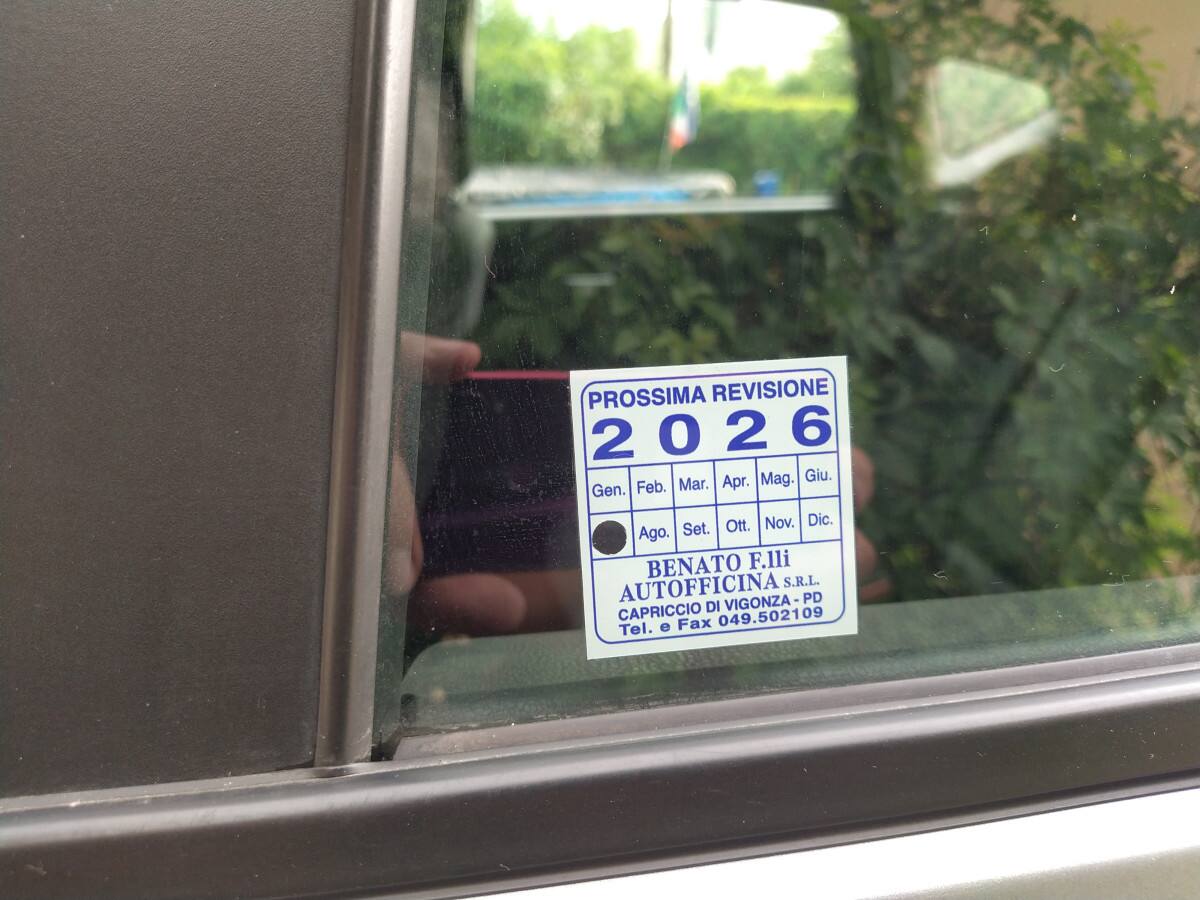 PROSSIMA REVISIONE
2026
Gen. Feb. Mar. Apr. Mag. Giu.
Ago. Set. Ott. Nov. Dic.
BENATO F.lli
AUTOFFICINA S.R.L.
CAPRICCIO DI VIGONZA - PD
Tel. e Fax 049.502109